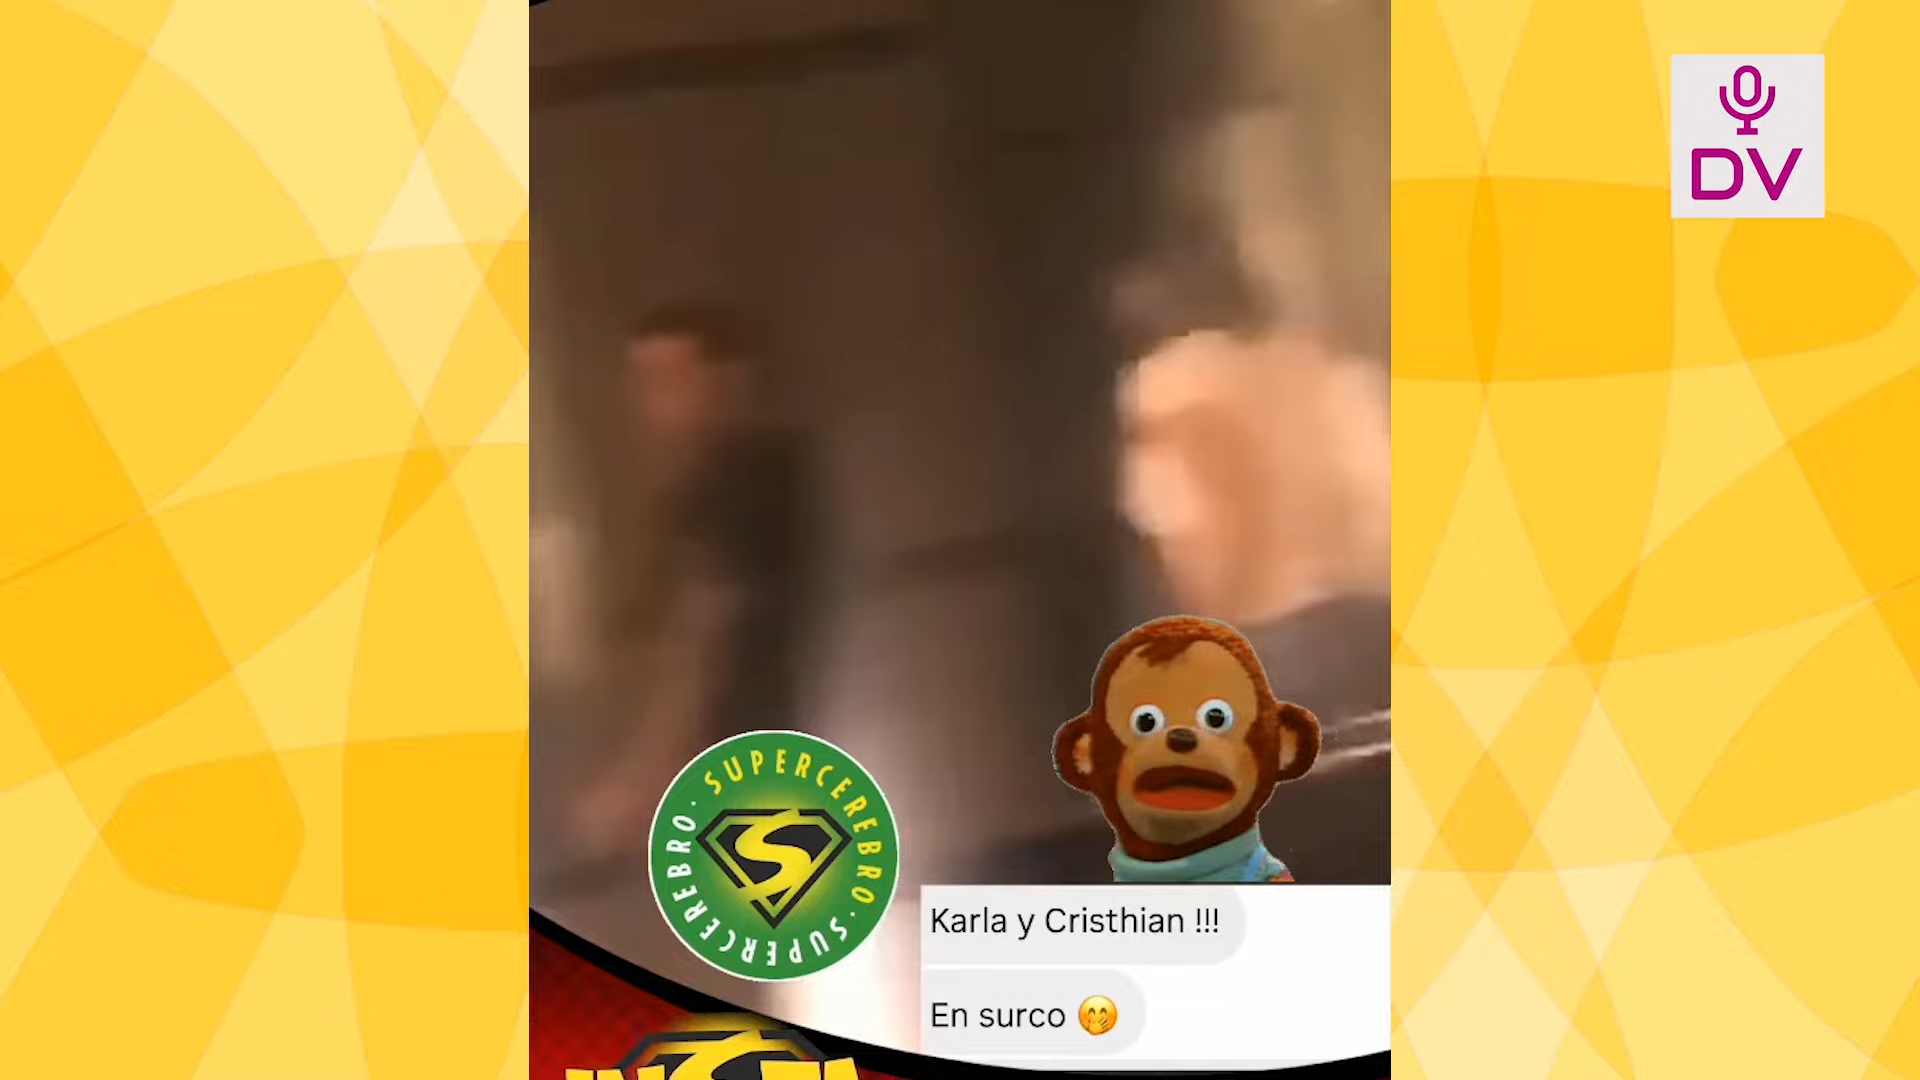 DV
SUPERCEREBRO · SUPERCEREBRO ·
Karla y Cristhian !!!
En surco 🤭